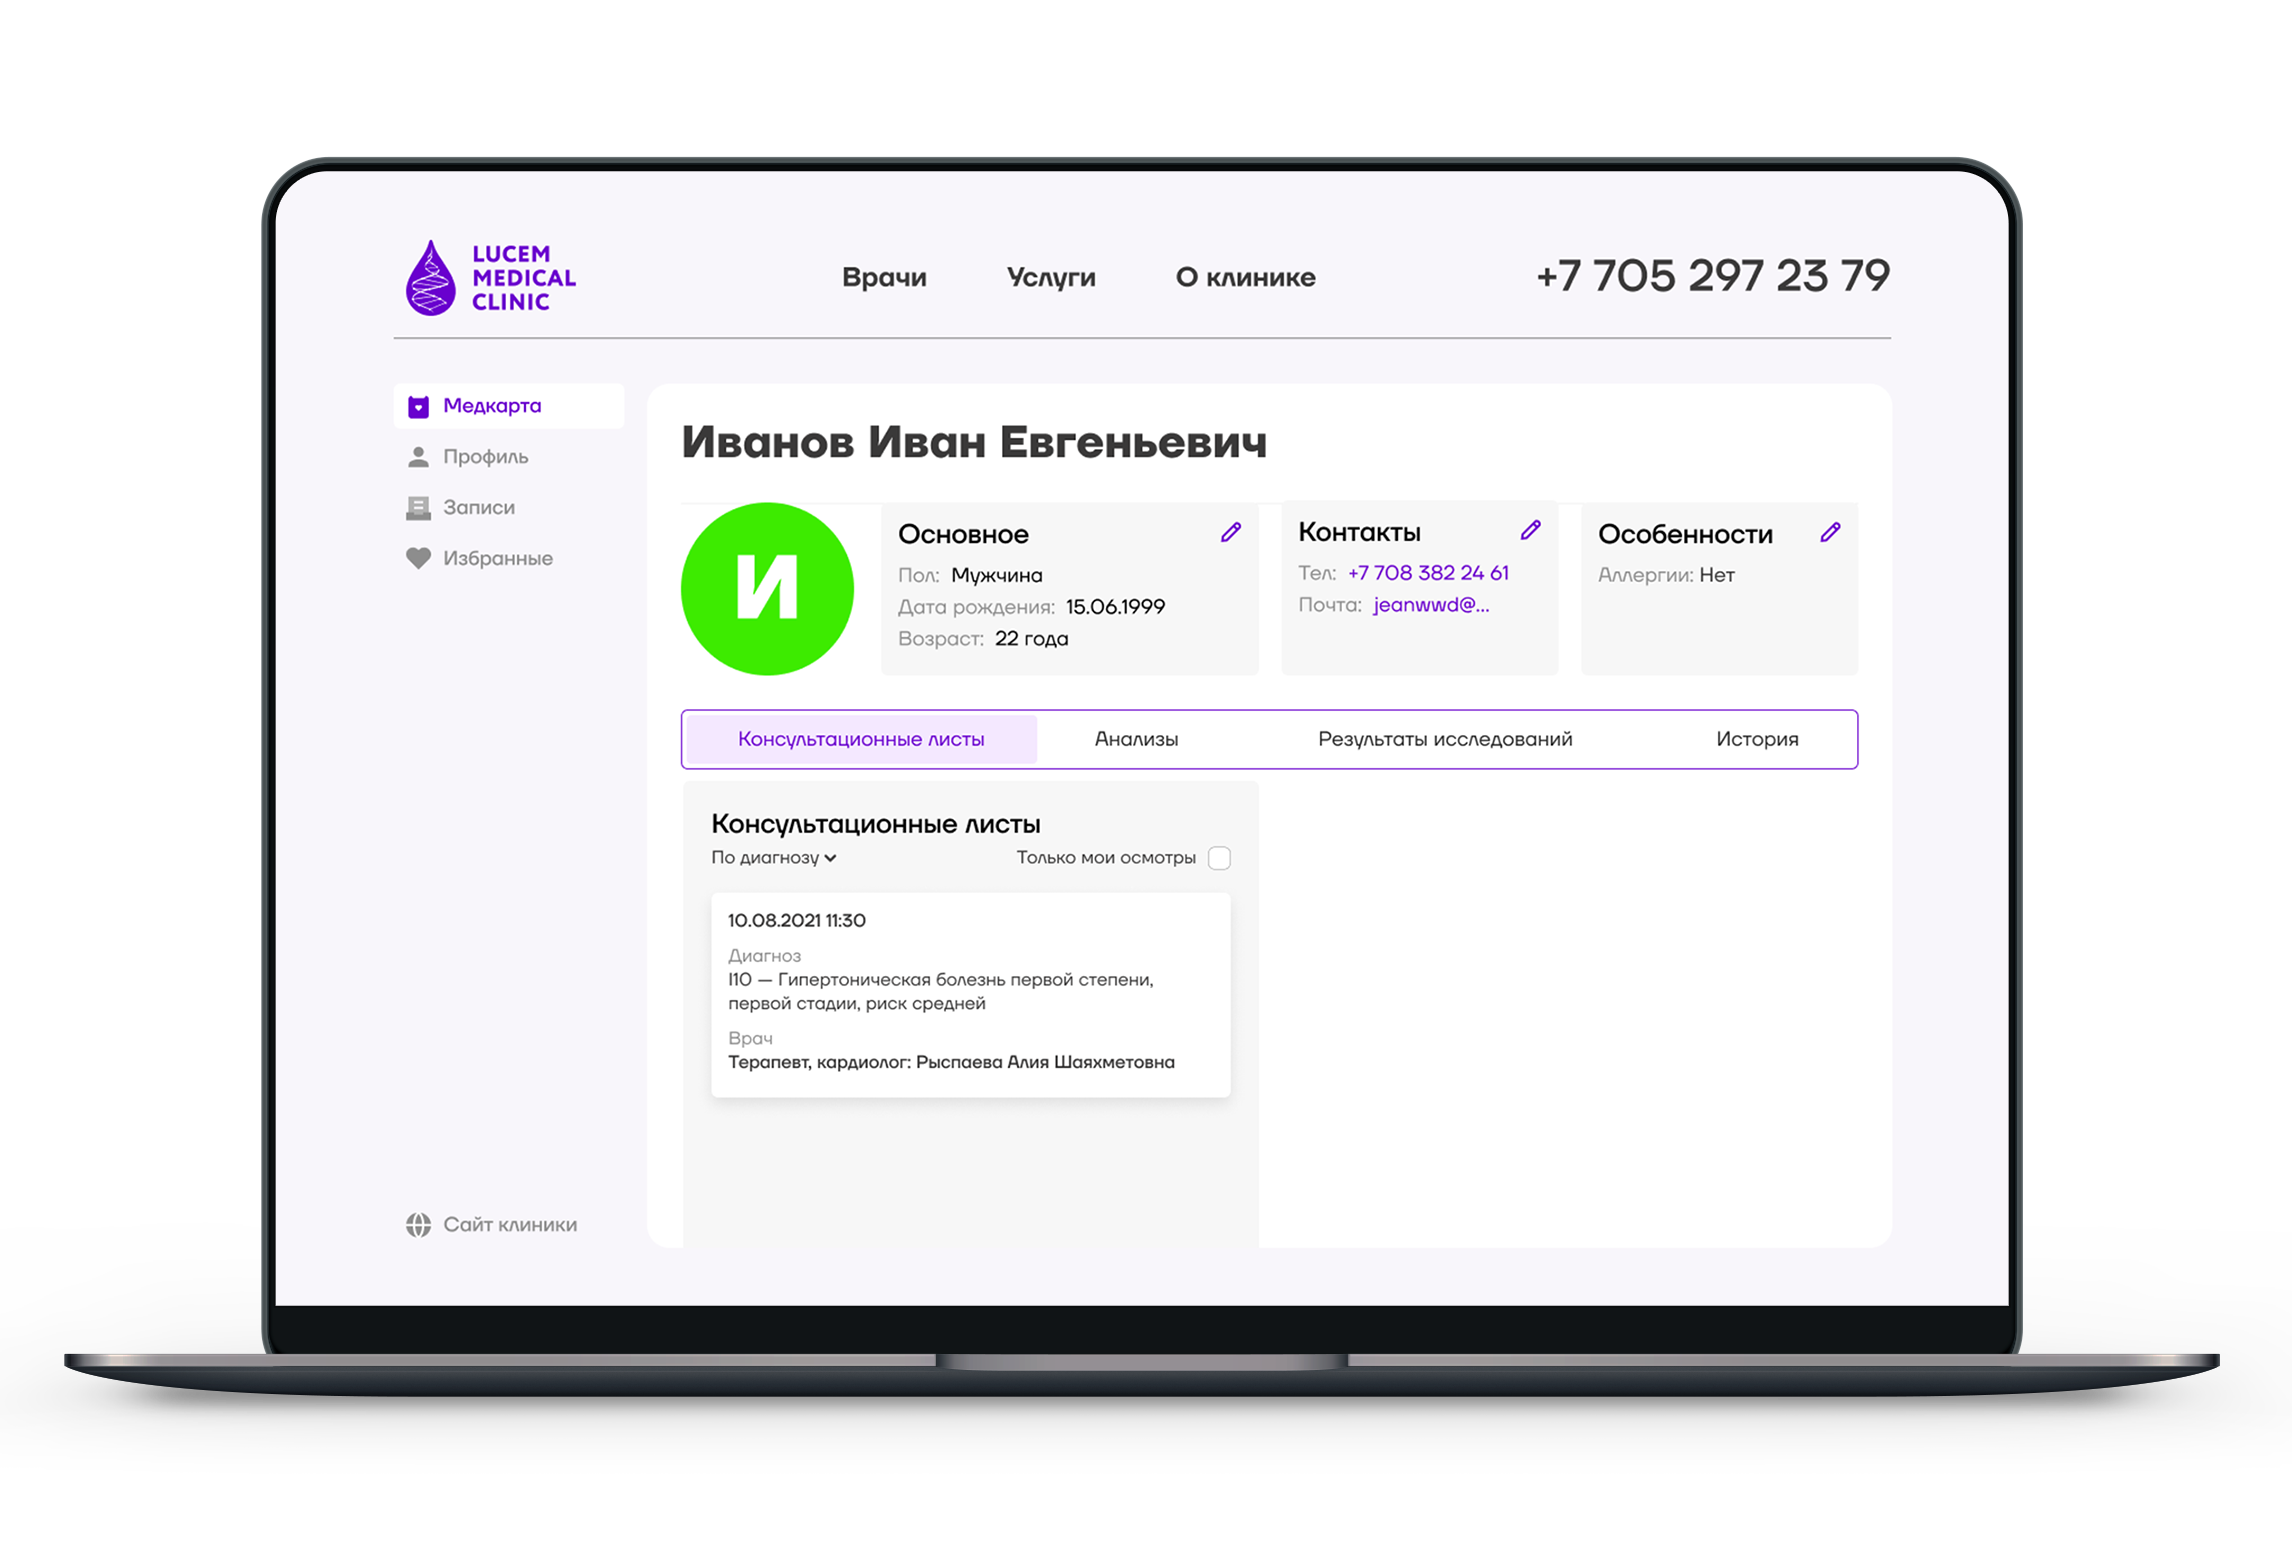 LUCEM
MEDICAL
CLINIC
Врачи
Услуги
О клинике
+7 705 297 23 79
Медкарта
Профиль
Записи
Избранные
Сайт клиники
Иванов Иван Евгеньевич
И
Основное
Пол: Мужчина
Дата рождения: 15.06.1999
Возраст: 22 года
Контакты
Тел: +7 708 382 24 61
Почта: jeanwwd@...
Особенности
Аллергии: Нет
Консультационные листы
Анализы
Результаты исследований
История
Консультационные листы
По диагнозу
Только мои осмотры
10.08.2021 11:30
Диагноз
I10 — Гипертоническая болезнь первой степени,
первой стадии, риск средней
Врач
Терапевт, кардиолог: Рыспаева Алия Шаяхметовна